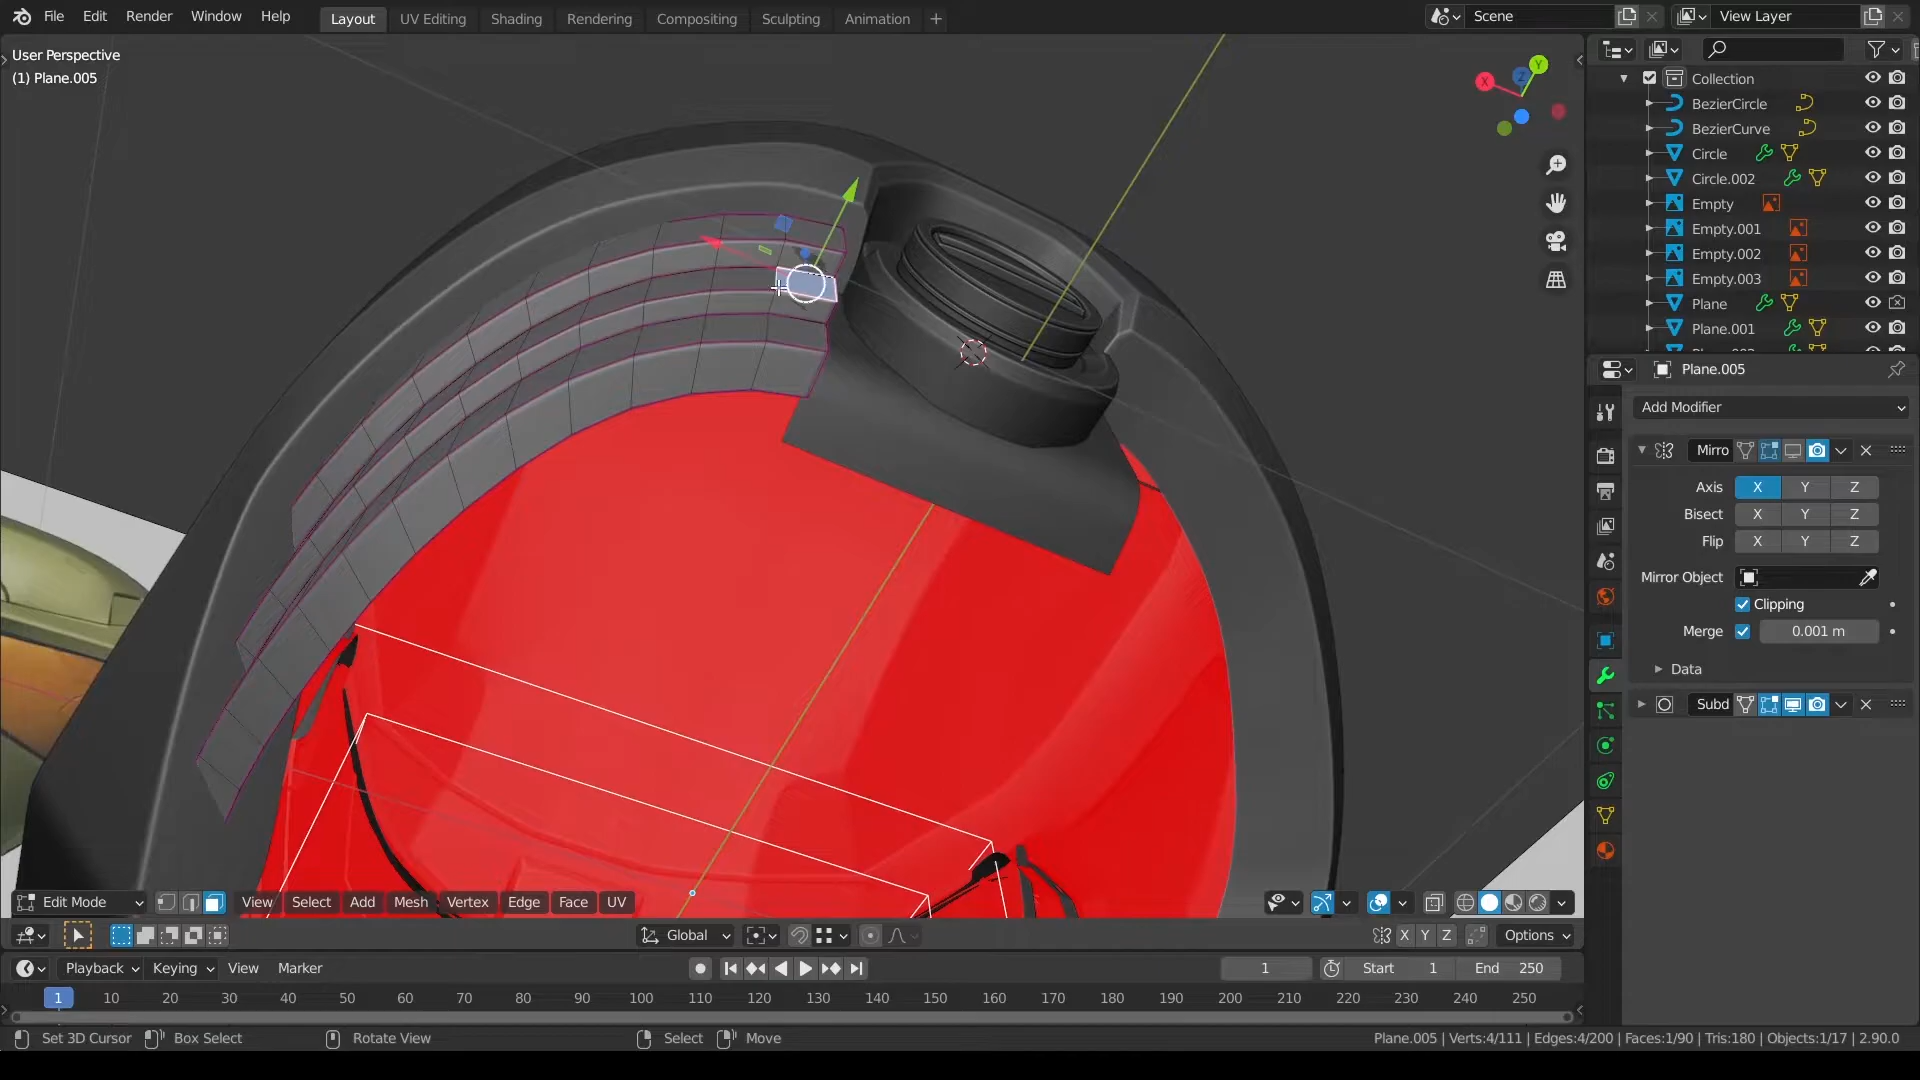 File Edit Render Window Help Layout UV Editing Shading Rendering Compositing Sculpting Animation + Scene View Layer
User Perspective
(1) Plane.005
X Y Z
Collection
BezierCircle
BezierCurve
Circle
Circle.002
Empty
Empty.001
Empty.002
Empty.003
Plane
Plane.001
Plane.005
Add Modifier
Mirro
Axis X Y Z
Bisect X Y Z
Flip X Y Z
Mirror Object
Clipping
Merge 0.001 m
Data
Subd
Edit Mode View Select Add Mesh Vertex Edge Face UV
Global X Y Z Options
Playback Keying View Marker 1 Start 1 End 250
1 10 20 30 40 50 60 70 80 90 100 110 120 130 140 150 160 170 180 190 200 210 220 230 240 250
Set 3D Cursor Box Select Rotate View Select Move Plane.005 | Verts:4/111 | Edges:4/200 | Faces:1/90 | Tris:180 | Objects:1/17 | 2.90.0